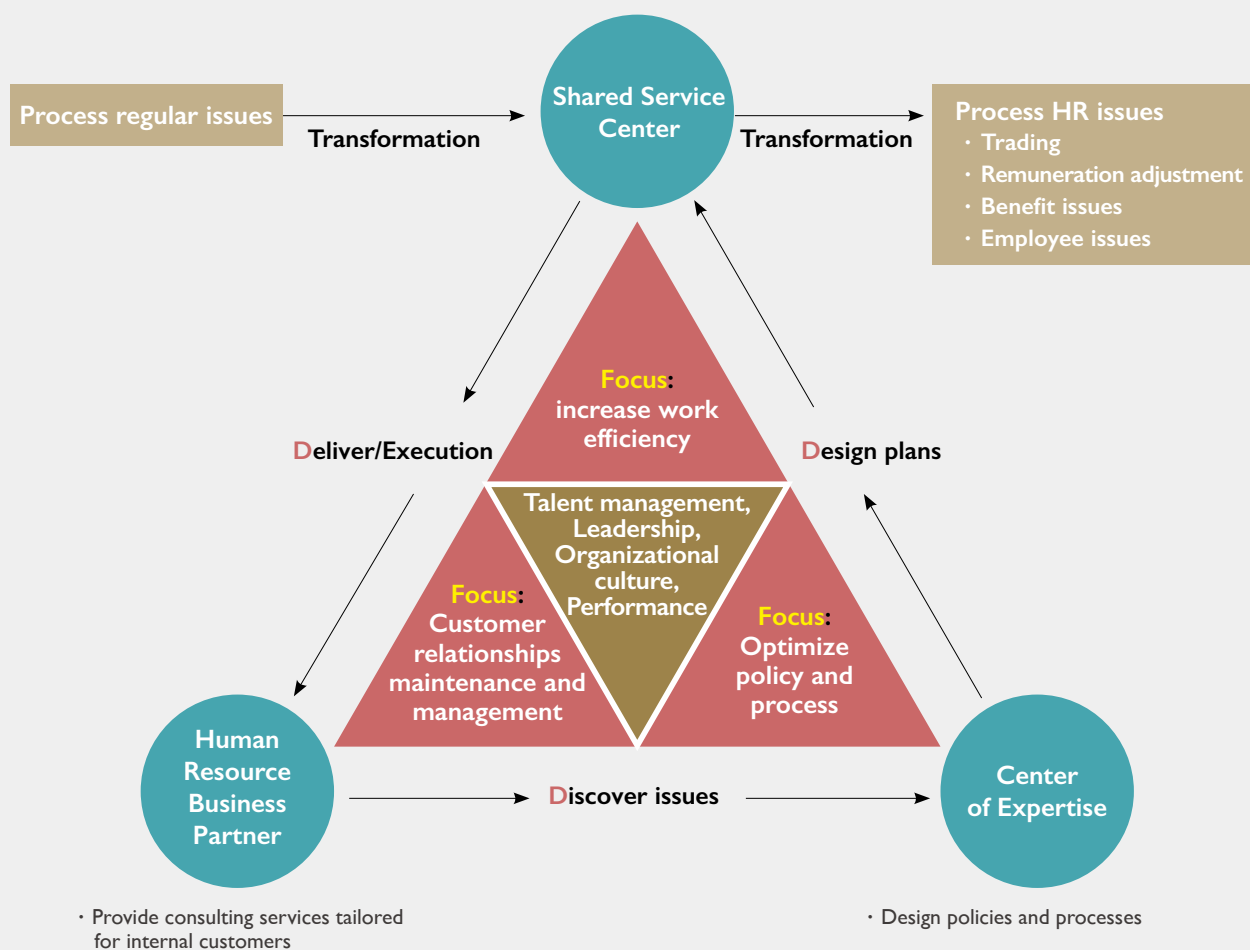 Shared Service
Center
Process regular issues
Transformation
Transformation
Process HR issues
· Trading
· Remuneration adjustment
· Benefit issues
· Employee issues
Focus:
increase work
efficiency
Deliver/Execution
Design plans
Talent management,
Leadership,
Organizational
culture,
Performance
Focus:
Customer
relationships
maintenance and
management
Focus:
Optimize
policy and
process
Human
Resource
Business
Partner
Discover issues
Center
of Expertise
· Provide consulting services tailored
for internal customers
· Design policies and processes